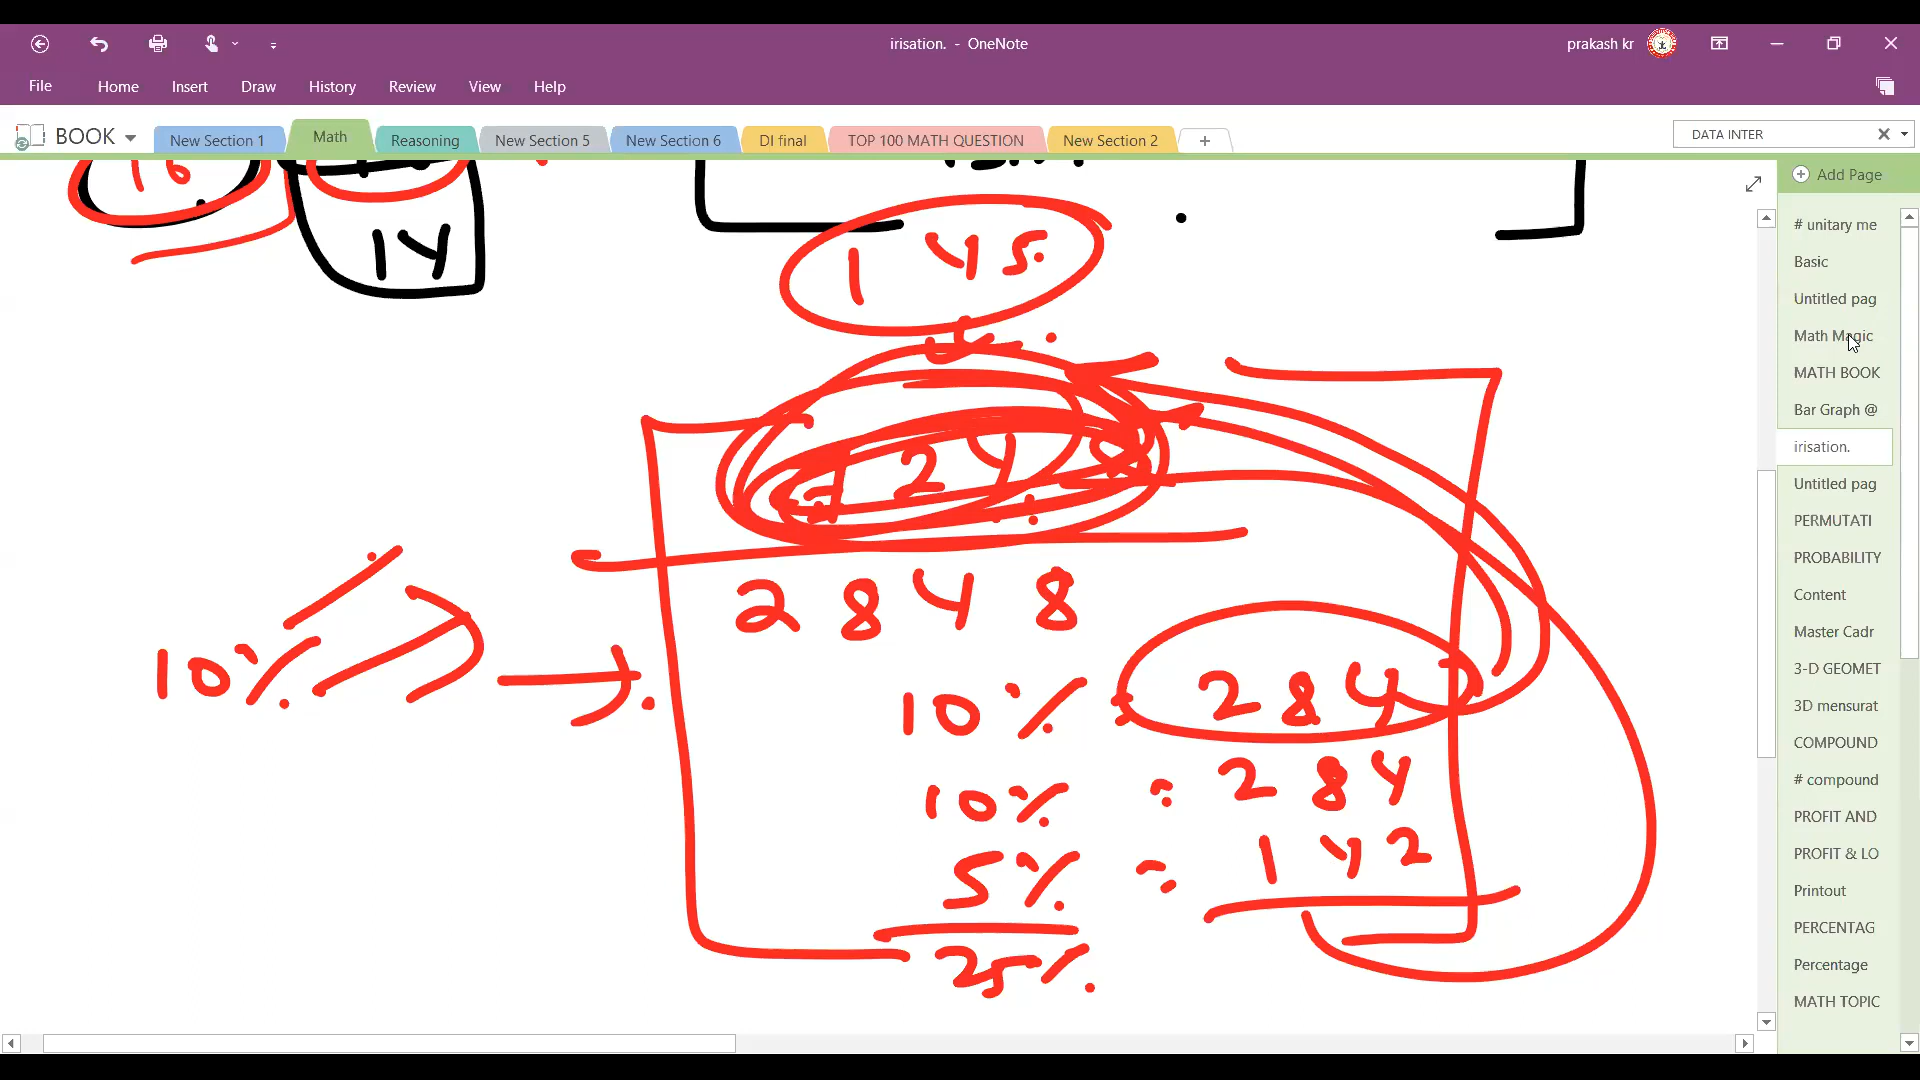 irisation. - OneNote
prakash kr
File
Home
Insert
Draw
History
Review
View
Help
BOOK
New Section 1
Math
Reasoning
New Section 5
New Section 6
DI final
TOP 100 MATH QUESTION
New Section 2
DATA INTER
Add Page
# unitary me
Basic
Untitled pag
Math Magic
MATH BOOK
Bar Graph @
irisation.
Untitled pag
PERMUTATI
PROBABILITY
Content
Master Cadr
3-D GEOMET
3D mensurat
COMPOUND
# compound
PROFIT AND
PROFIT & LO
Printout
PERCENTAG
Percentage
MATH TOPIC
16
14
145
2848
10%
10% : 284
10% = 284
5% = 142
25%